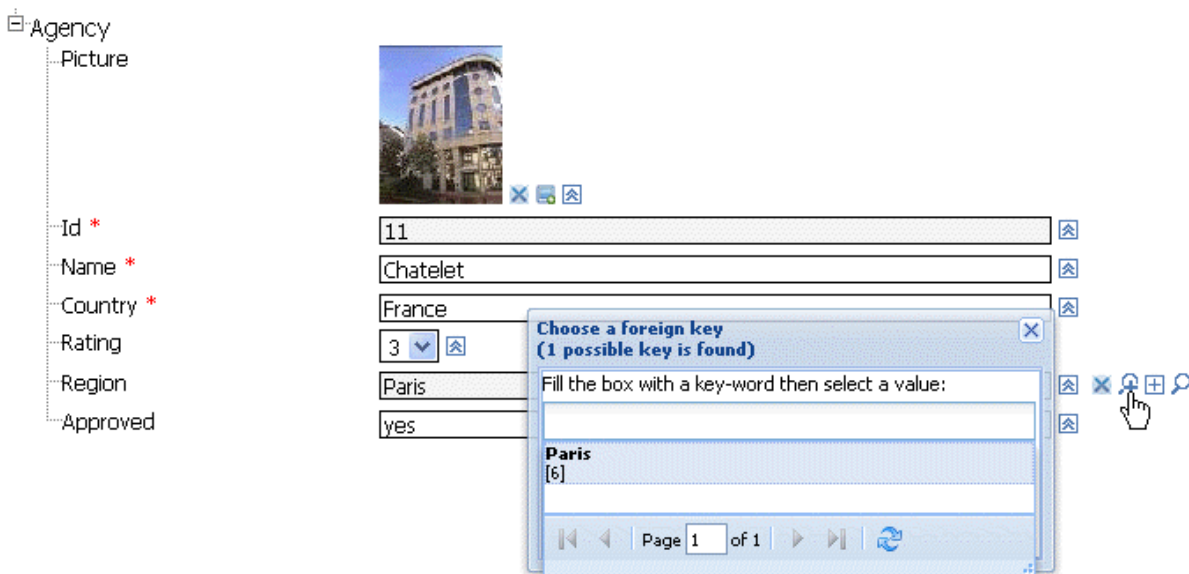 Agency
Picture
Id *
11
Name *
Chatelet
Country *
France
Rating
3
Region
Paris
Approved
yes
Choose a foreign key
(1 possible key is found)
Fill the box with a key-word then select a value:
Paris
[6]
Page 1 of 1